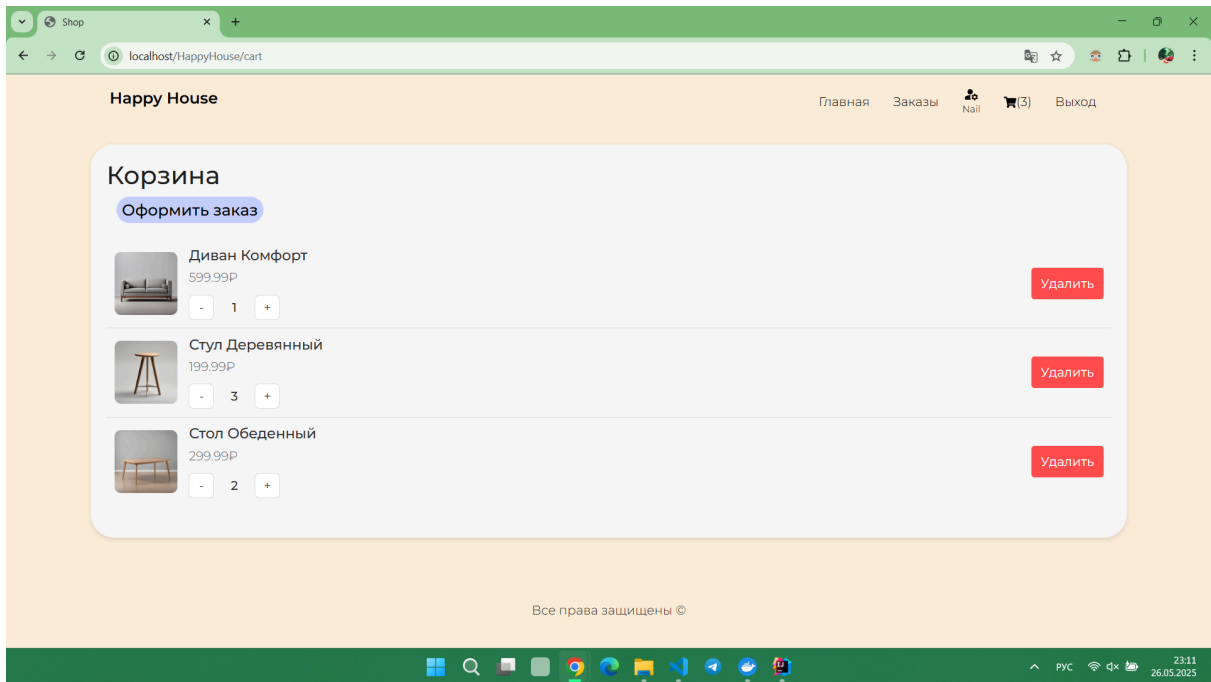 Shop
localhost/HappyHouse/cart
Happy House
Главная Заказы Nail (3) Выход
Корзина
Оформить заказ
Диван Комфорт
599.99₽
- 1 +
Удалить
Стул Деревянный
199.99₽
- 3 +
Удалить
Стол Обеденный
299.99₽
- 2 +
Удалить
Все права защищены ©
РУС
23:11
26.05.2025